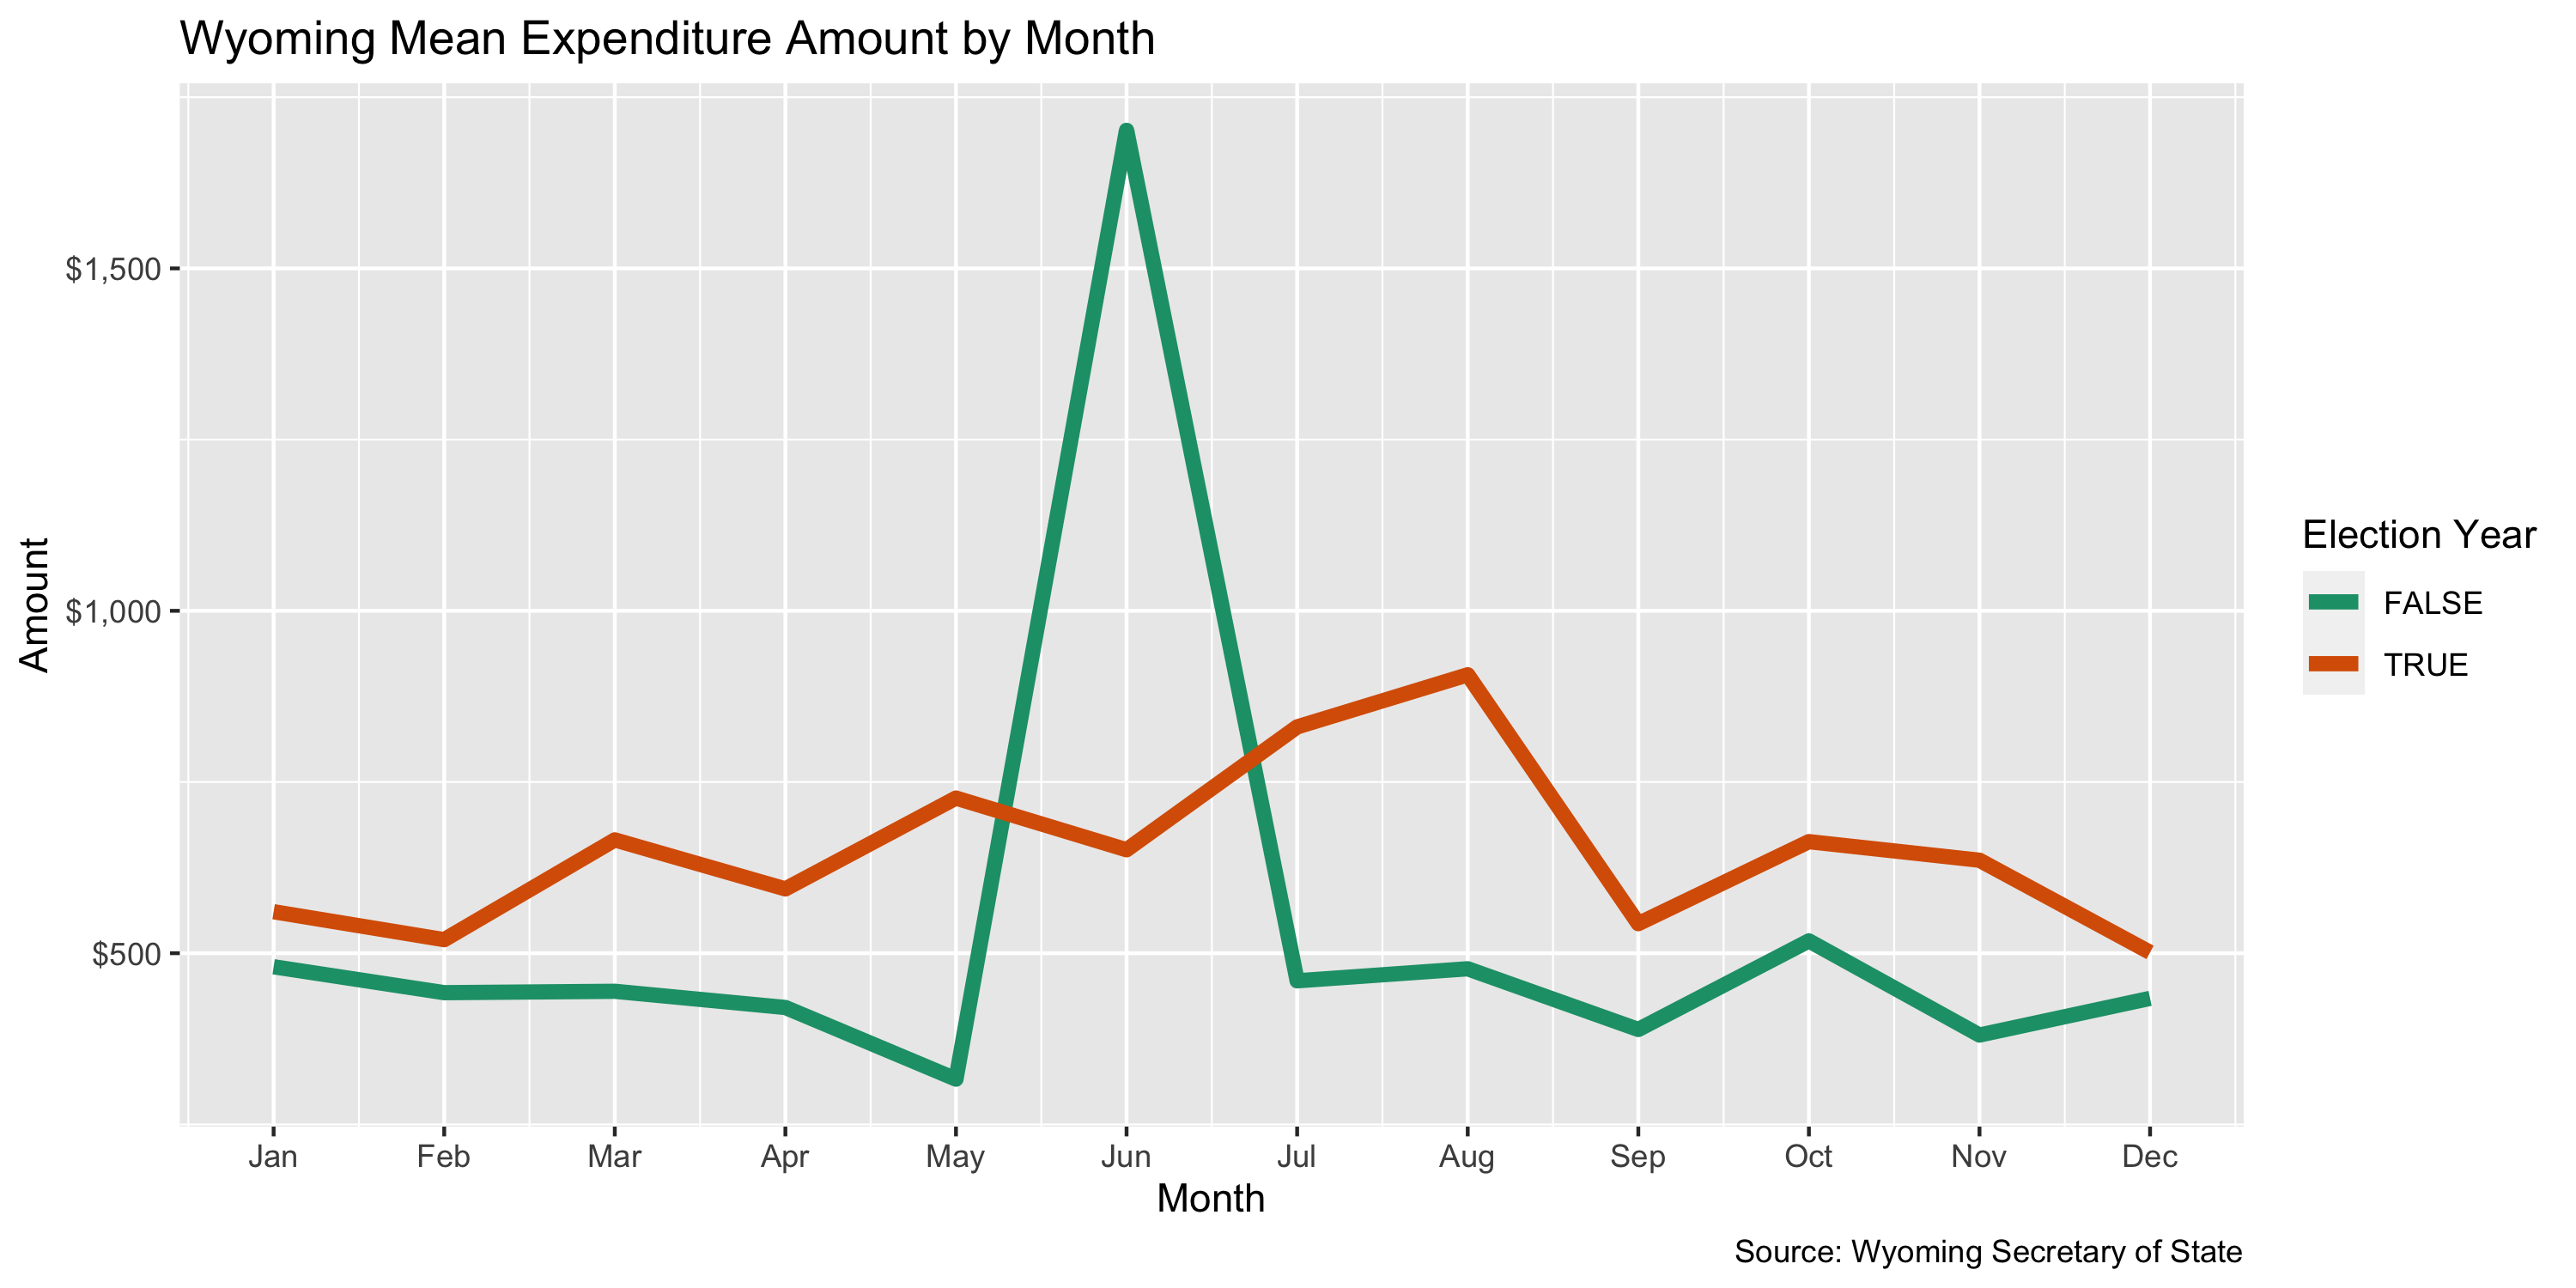 Wyoming Mean Expenditure Amount by Month
Amount
$1,500
$1,000
$500
Jan Feb Mar Apr May Jun Jul Aug Sep Oct Nov Dec
Month
Election Year
FALSE
TRUE
Source: Wyoming Secretary of State